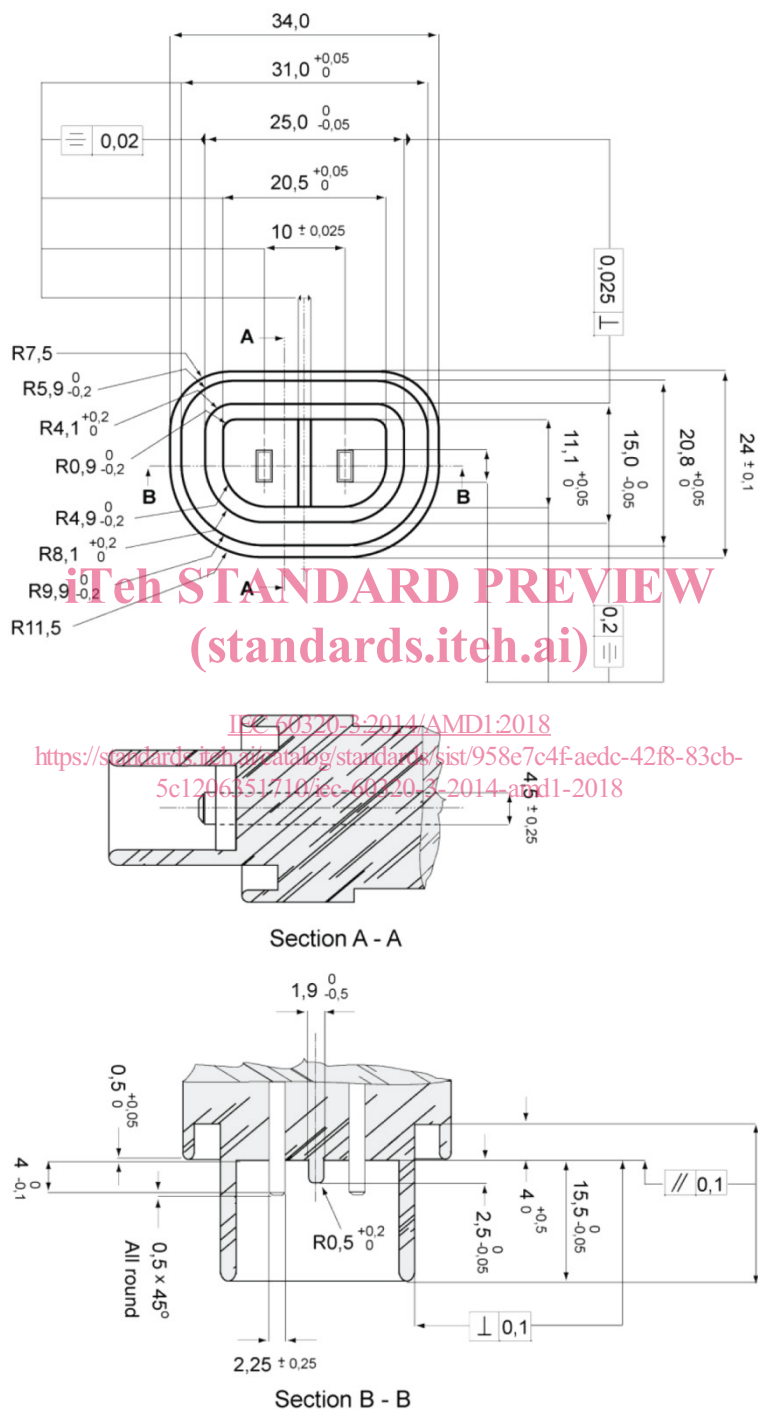 34,0
31,0 +0,05 0
⌯ 0,02
25,0 0 -0,05
20,5 +0,05 0
10 ± 0,025
0,025 ⊥
A
R7,5
R5,9 0 -0,2
R4,1 +0,2 0
R0,9 0 -0,2
B
B
R4,9 0 -0,2
R8,1 +0,2 0
R9,9 0 -0,2
R11,5
A
11,1 +0,05 0
15,0 0 -0,05
20,8 +0,05 0
24 ± 0,1
0,2 ⌯
iTeh STANDARD PREVIEW
(standards.iteh.ai)
IEC 60320-3:2014/AMD1:2018
https://standards.iteh.ai/catalog/standards/sist/958e7c4f-aedc-42f8-83cb-
5c1206351710/iec-60320-3-2014-amd1-2018
4,5 ± 0,25
Section A - A
1,9 0 -0,5
0,5 +0,05 0
4 0 -0,1
0,5 × 45°
All round
R0,5 +0,2 0
2,5 0 -0,05
4 +0,5 0
15,5 0 -0,05
// 0,1
⊥ 0,1
2,25 ± 0,25
Section B - B